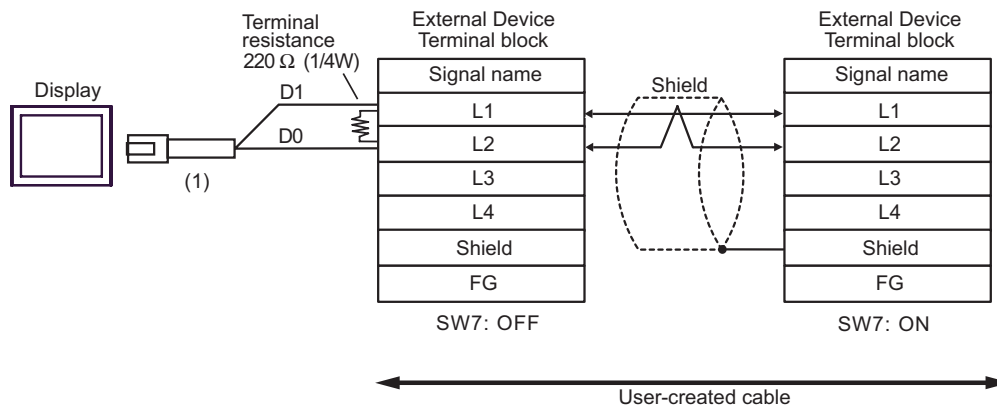 Display
(1)
D1
D0
Terminal
resistance
220 Ω (1/4W)
External Device
Terminal block
Signal name
L1
L2
L3
L4
Shield
FG
SW7: OFF
Shield
External Device
Terminal block
Signal name
L1
L2
L3
L4
Shield
FG
SW7: ON
User-created cable